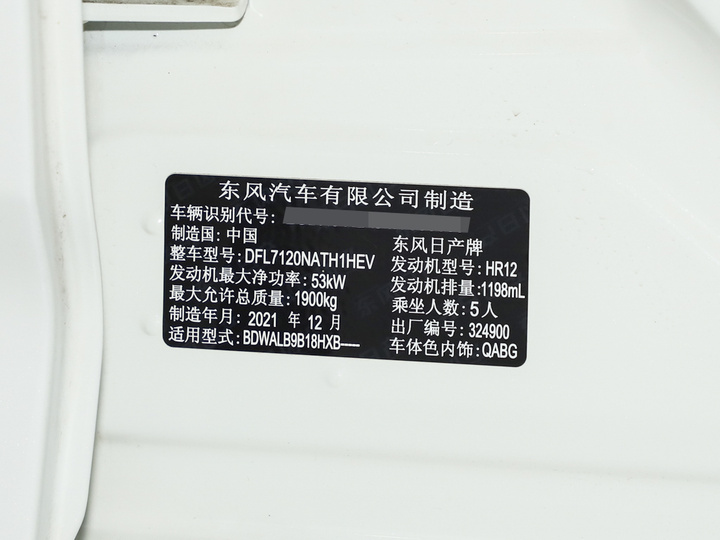 东风汽车有限公司制造
车辆识别代号:
制造国: 中国
东风日产牌
整车型号: DFL7120NATH1HEV
发动机型号: HR12
发动机最大净功率: 53kW
发动机排量: 1198mL
最大允许总质量: 1900kg
乘坐人数: 5人
制造年月: 2021 年 12 月
出厂编号: 324900
适用型式: BDWALB9B18HXB-----
车体色内饰: QABG